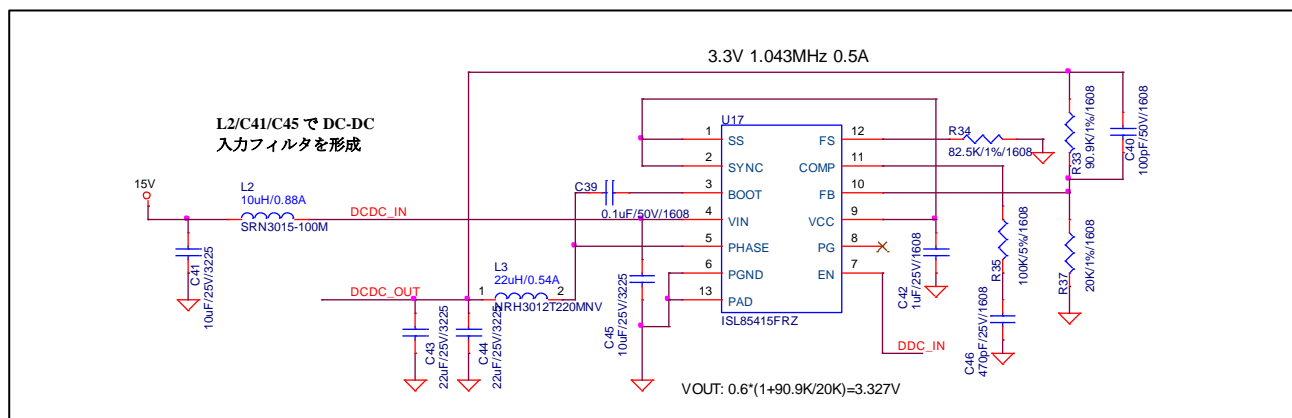 3.3V 1.043MHz 0.5A
L2/C41/C45 で DC-DC
入力フィルタを形成
15V
L2
10uH/0.88A
SRN3015-100M
DCDC_IN
C41
10uF/25V/3225
C39
0.1uF/50V/1608
L3
22uH/0.54A
1
2
NRH3012T220MNV
DCDC_OUT
C43
22uF/25V/3225
C44
22uF/25V/3225
C45
10uF/25V/3225
U17
1 SS FS 12
2 SYNC COMP 11
3 BOOT FB 10
4 VIN VCC 9
5 PHASE PG 8
6 PGND EN 7
13 PAD
ISL85415FRZ
R34
82.5K/1%/1608
R33
90.9K/1%/1608
C40
100pF/50V/1608
C42
1uF/25V/1608
R35
100K/5%/1608
R37
20K/1%/1608
C46
470pF/25V/1608
DDC_IN
VOUT: 0.6*(1+90.9K/20K)=3.327V